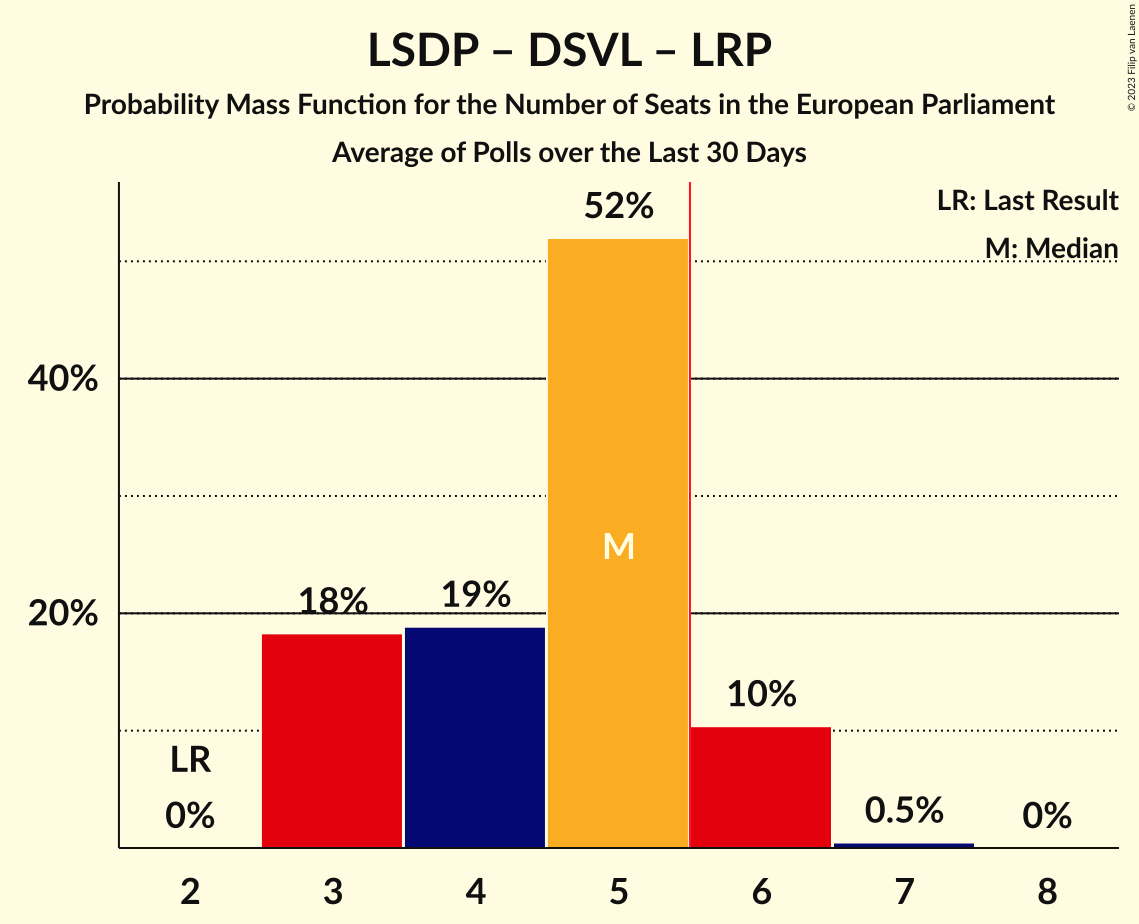 LSDP – DSVL – LRP
Probability Mass Function for the Number of Seats in the European Parliament
Average of Polls over the Last 30 Days
© 2023 Filip van Laenen
LR: Last Result
M: Median
52%
40%
M
20%
18%
19%
10%
LR
0%
0.5%
0%
2 3 4 5 6 7 8